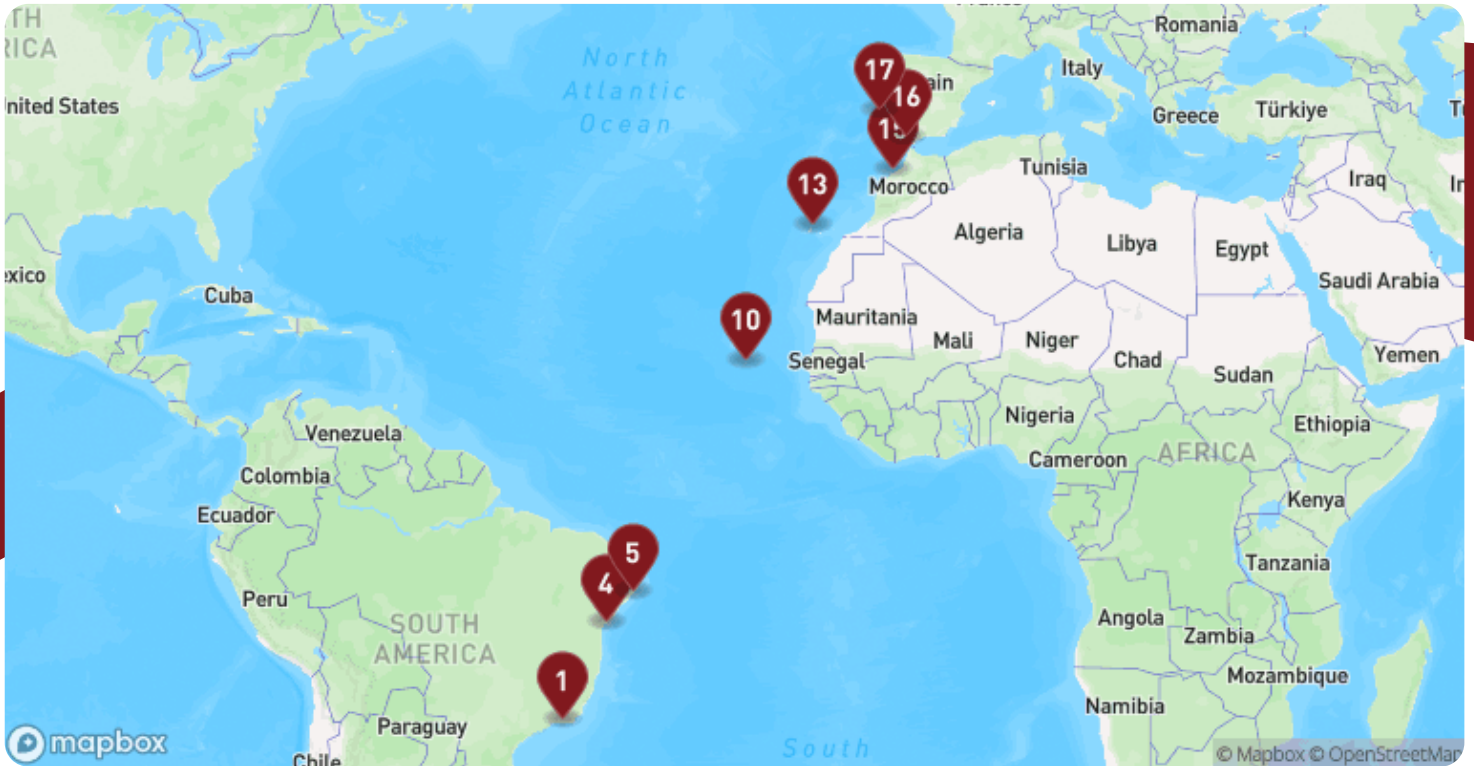 TH
RICA
North
Atlantic
Ocean
Romania
Italy
17
ain
16
15
United States
Greece
Türkiye
Tunisia
13
Morocco
Iraq
Algeria
Libya
Egypt
Saudi Arabia
exico
Cuba
10
Mauritania
Mali
Niger
Senegal
Chad
Sudan
Yemen
Venezuela
Nigeria
Ethiopia
Cameroon
AFRICA
Colombia
Ecuador
Kenya
5
4
Tanzania
Peru
SOUTH
AMERICA
Angola
Zambia
Mozambique
1
Namibia
Paraguay
mapbox
South
Chile
© Mapbox © OpenStreetMap